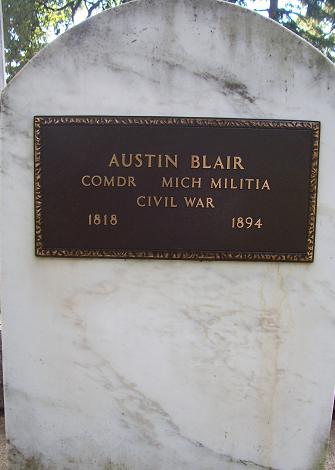 AUSTIN BLAIR
COMDR MICH MILITIA
CIVIL WAR
1818 1894